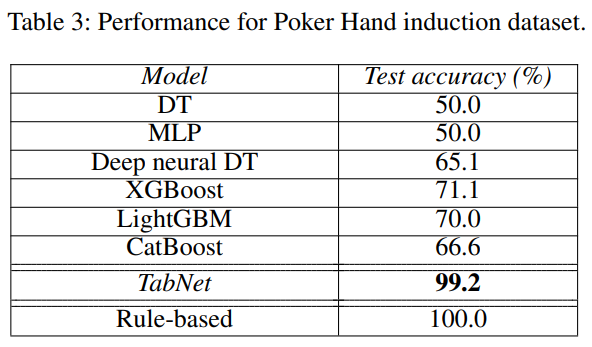 Table 3: Performance for Poker Hand induction dataset.
Model Test accuracy (%)
DT 50.0
MLP 50.0
Deep neural DT 65.1
XGBoost 71.1
LightGBM 70.0
CatBoost 66.6
TabNet 99.2
Rule-based 100.0